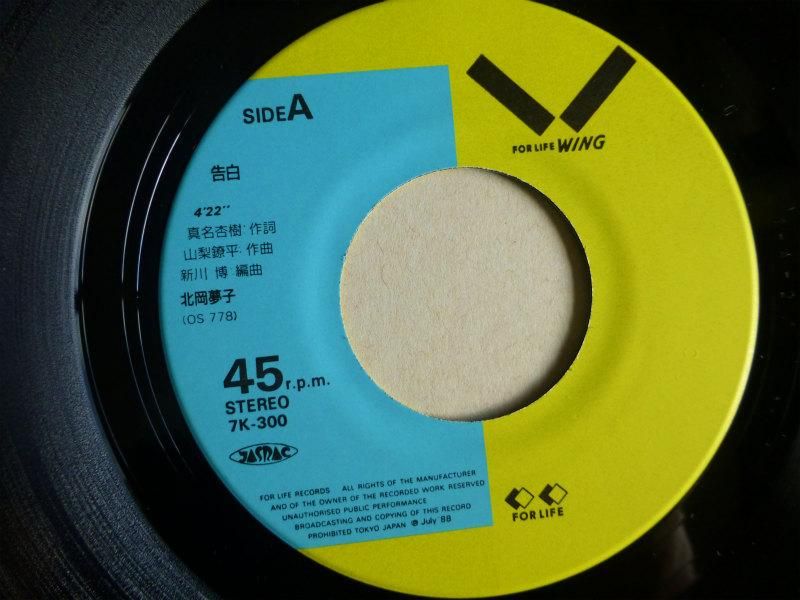 SIDE A
FOR LIFE WING
告白
4'22"
真名杏樹: 作詞
山梨鐐平: 作曲
新川 博 編曲
北岡夢子
(OS 778)
45 r.p.m.
STEREO
7K-300
JASRAC
FOR LIFE RECORDS ALL RIGHTS OF THE MANUFACTURER
AND OF THE OWNER OF THE RECORDED WORK RESERVED
UNAUTHORISED PUBLIC PERFORMANCE
BROADCASTING AND COPYING OF THIS RECORD
PROHIBITED TOKYO JAPAN ℗ July 88
FOR LIFE